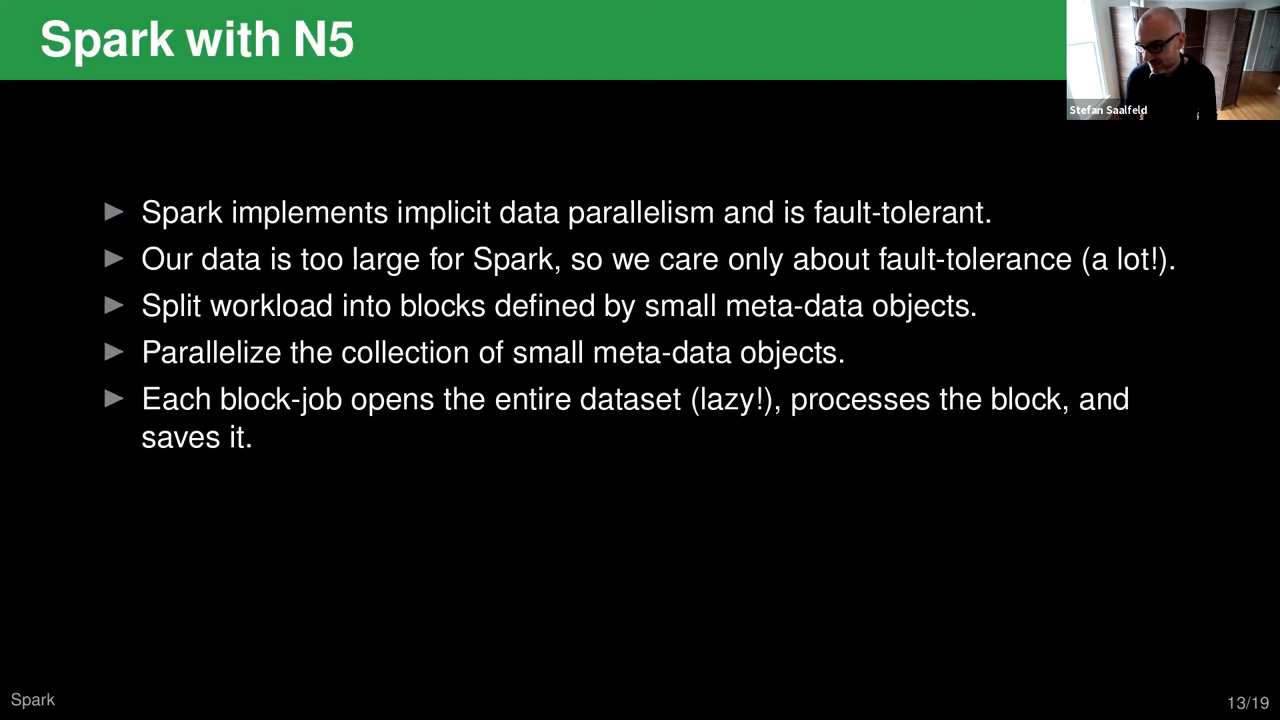 Spark with N5
Stefan Saalfeld
Spark implements implicit data parallelism and is fault-tolerant.
Our data is too large for Spark, so we care only about fault-tolerance (a lot!).
Split workload into blocks defined by small meta-data objects.
Parallelize the collection of small meta-data objects.
Each block-job opens the entire dataset (lazy!), processes the block, and
saves it.
Spark
13/19